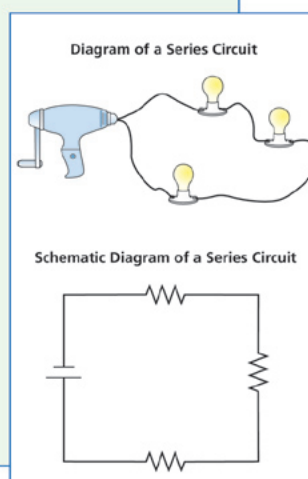 Diagram of a Series Circuit
Schematic Diagram of a Series Circuit